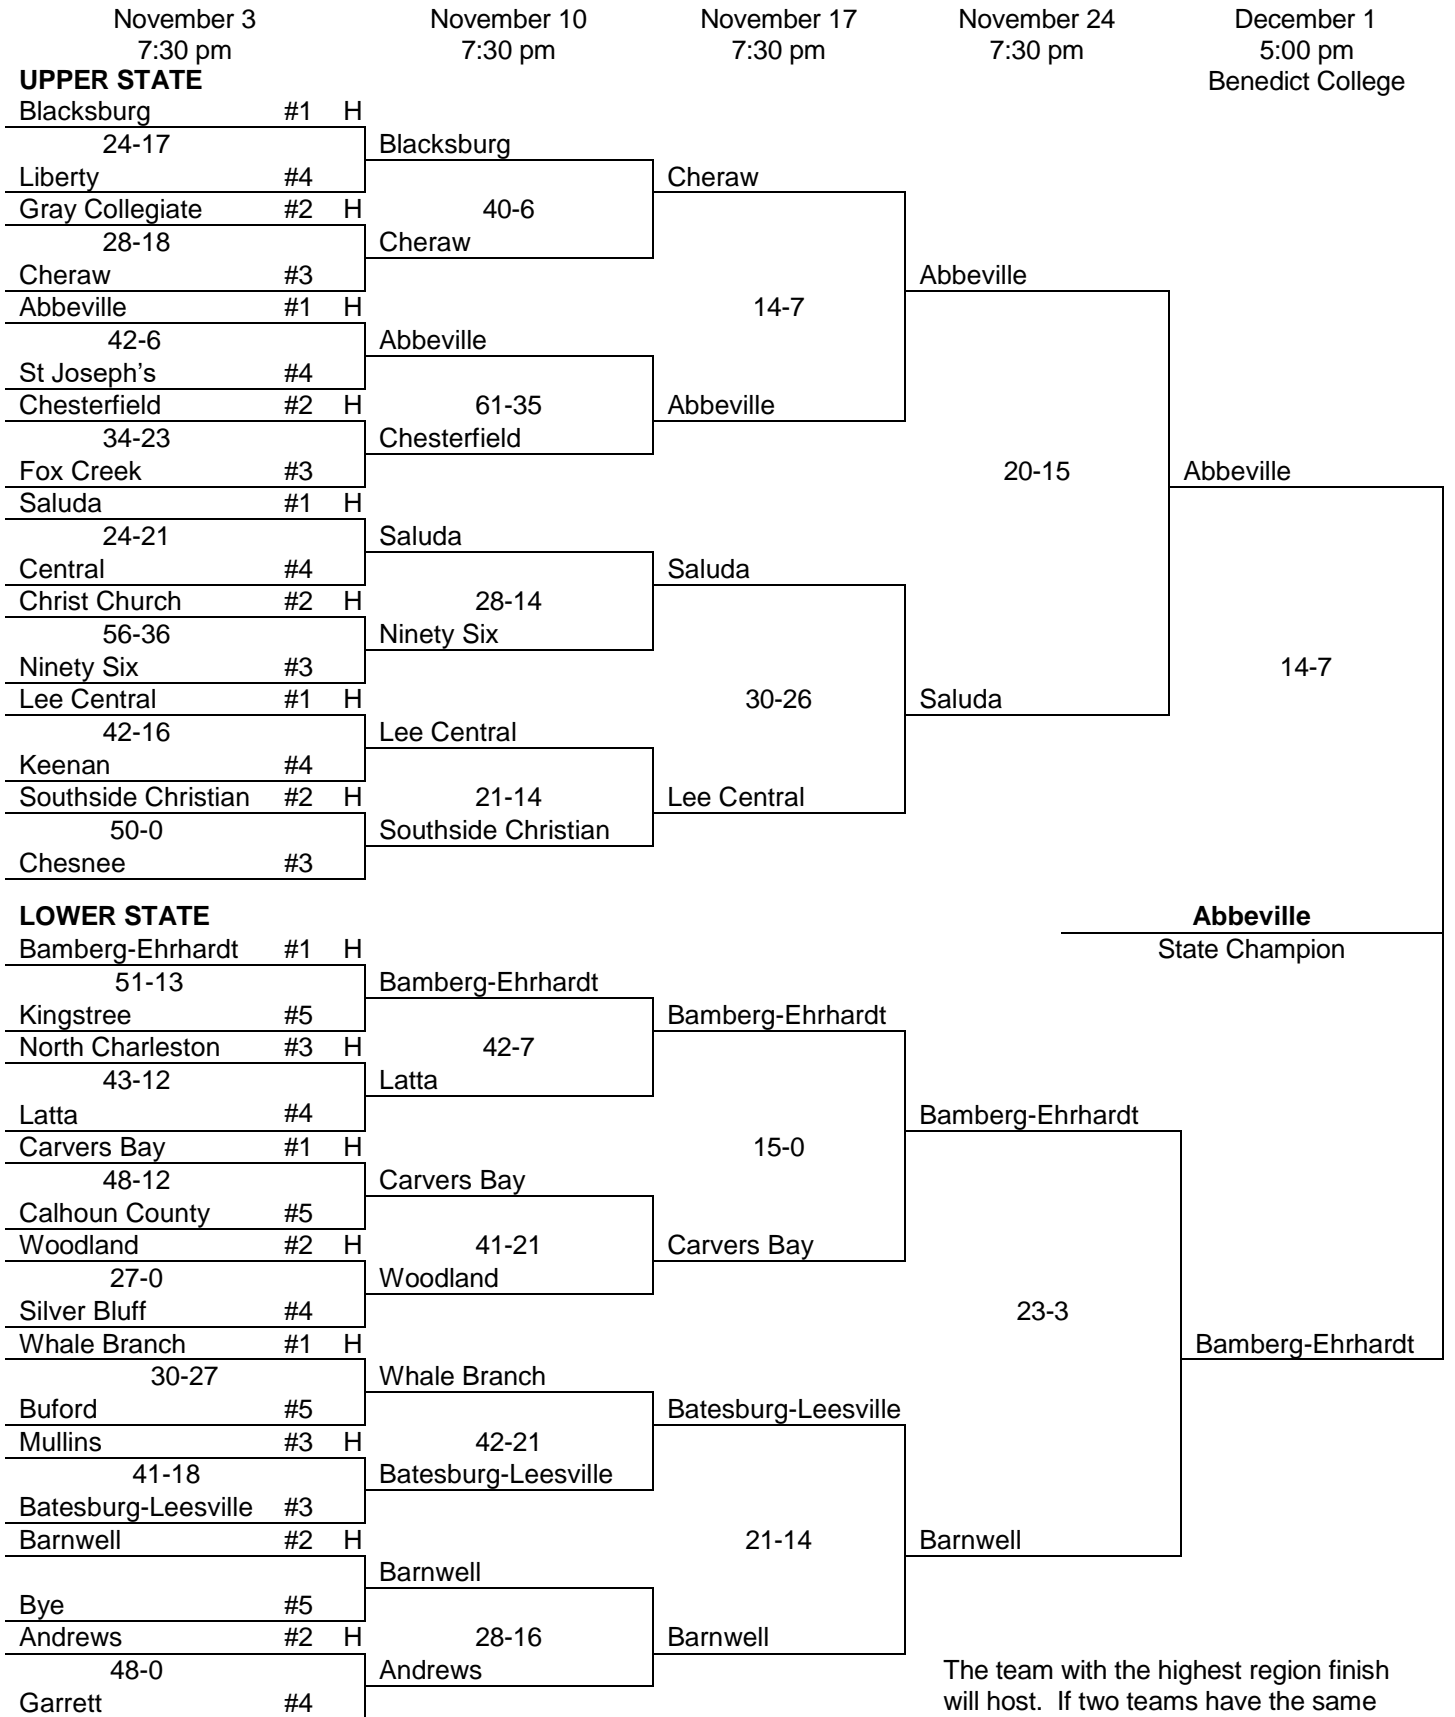 November 3 November 10 November 17 November 24 December 1
7:30 pm 7:30 pm 7:30 pm 7:30 pm 5:00 pm
UPPER STATE Benedict College
Blacksburg #1 H
24-17 Blacksburg
Liberty #4 Cheraw
Gray Collegiate #2 H 40-6
28-18 Cheraw
Cheraw #3 Abbeville
Abbeville #1 H 14-7
42-6 Abbeville
St Joseph’s #4
Chesterfield #2 H 61-35 Abbeville
34-23 Chesterfield
Fox Creek #3 20-15 Abbeville
Saluda #1 H
24-21 Saluda
Central #4 Saluda
Christ Church #2 H 28-14
56-36 Ninety Six
Ninety Six #3 14-7
Lee Central #1 H 30-26 Saluda
42-16 Lee Central
Keenan #4
Southside Christian #2 H 21-14 Lee Central
50-0 Southside Christian
Chesnee #3
LOWER STATE Abbeville
Bamberg-Ehrhardt #1 H State Champion
51-13 Bamberg-Ehrhardt
Kingstree #5 Bamberg-Ehrhardt
North Charleston #3 H 42-7
43-12 Latta
Latta #4 Bamberg-Ehrhardt
Carvers Bay #1 H 15-0
48-12 Carvers Bay
Calhoun County #5
Woodland #2 H 41-21 Carvers Bay
27-0 Woodland
Silver Bluff #4 23-3
Whale Branch #1 H Bamberg-Ehrhardt
30-27 Whale Branch
Buford #5 Batesburg-Leesville
Mullins #3 H 42-21
41-18 Batesburg-Leesville
Batesburg-Leesville #3
Barnwell #2 H 21-14 Barnwell
Barnwell
Bye #5
Andrews #2 H 28-16 Barnwell
48-0 Andrews The team with the highest region finish
Garrett #4 will host. If two teams have the same